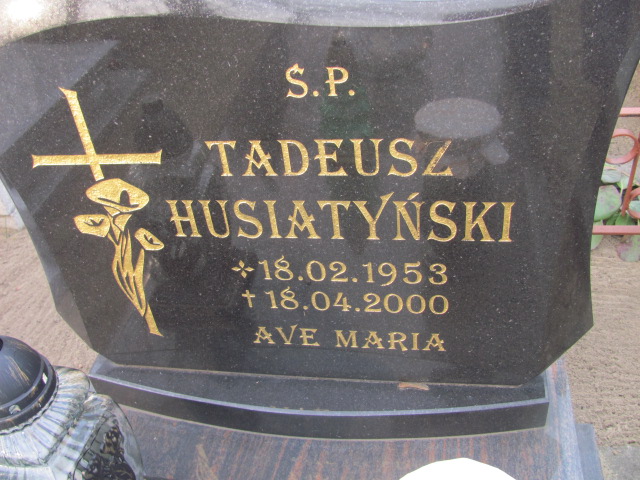 Ś.P.
TADEUSZ
HUSIATYŃSKI
✣18.02.1953
†18.04.2000
AVE MARIA